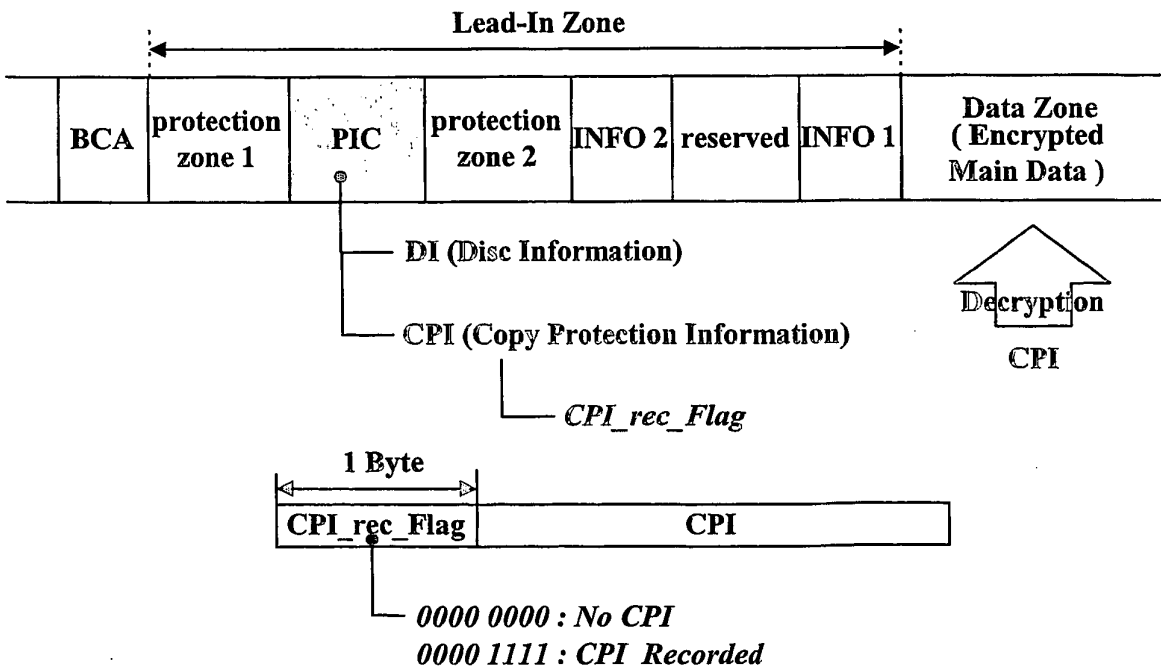 Lead-In Zone
BCA
protection
zone 1
PIC
protection
zone 2
INFO 2
reserved
INFO 1
Data Zone
( Encrypted
Main Data )
DI (Disc Information)
CPI (Copy Protection Information)
CPI_rec_Flag
Decryption
CPI
1 Byte
CPI_rec_Flag
CPI
0000 0000 : No CPI
0000 1111 : CPI Recorded